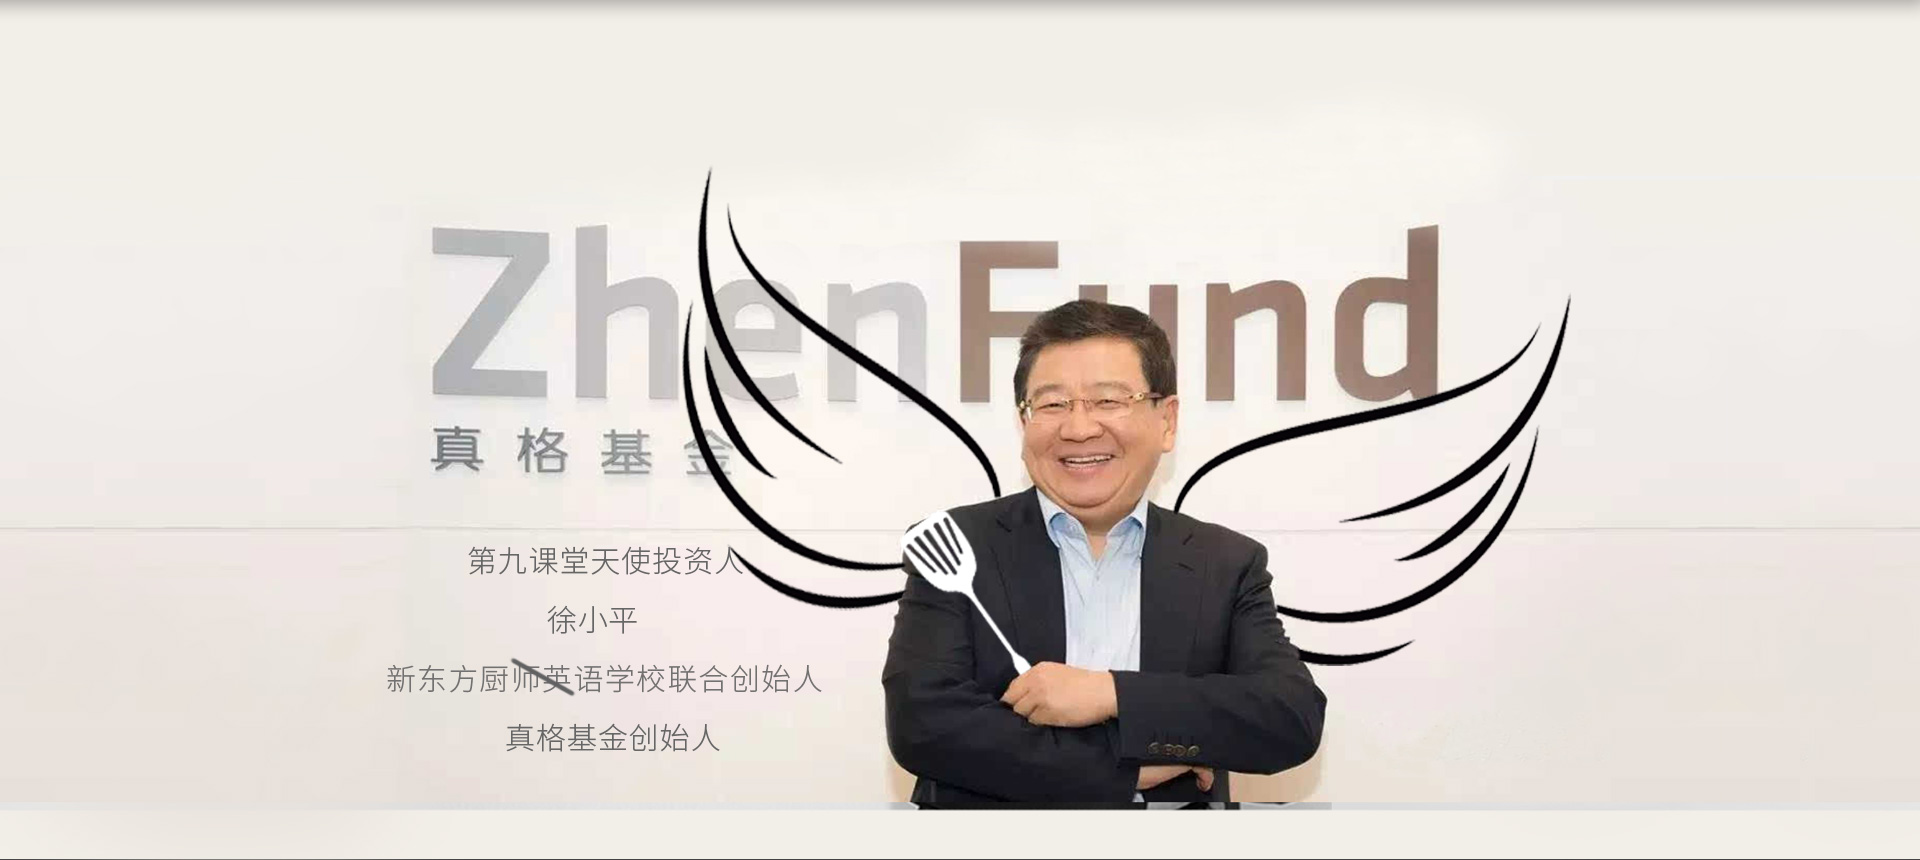 ZhenFund
真格基金
第九课堂天使投资人
徐小平
新东方厨师英语学校联合创始人
真格基金创始人